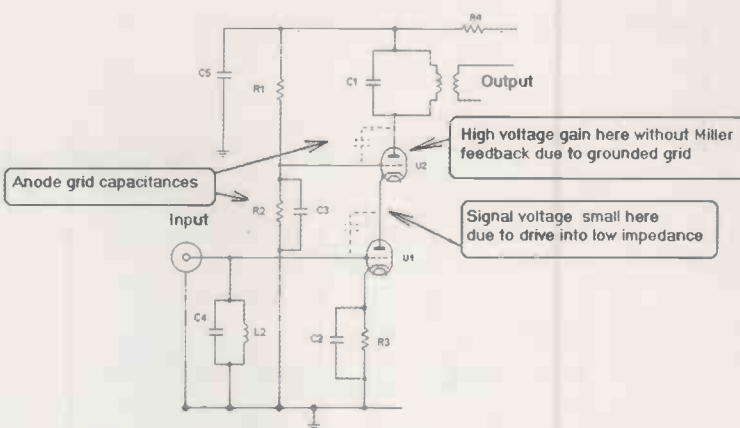 R4
C5
R1
C1
Output
High voltage gain here without Miller
feedback due to grounded grid
U2
Anode grid capacitances
R2
C3
Input
Signal voltage small here
due to drive into low impedance
U1
C4
L2
C2
R3